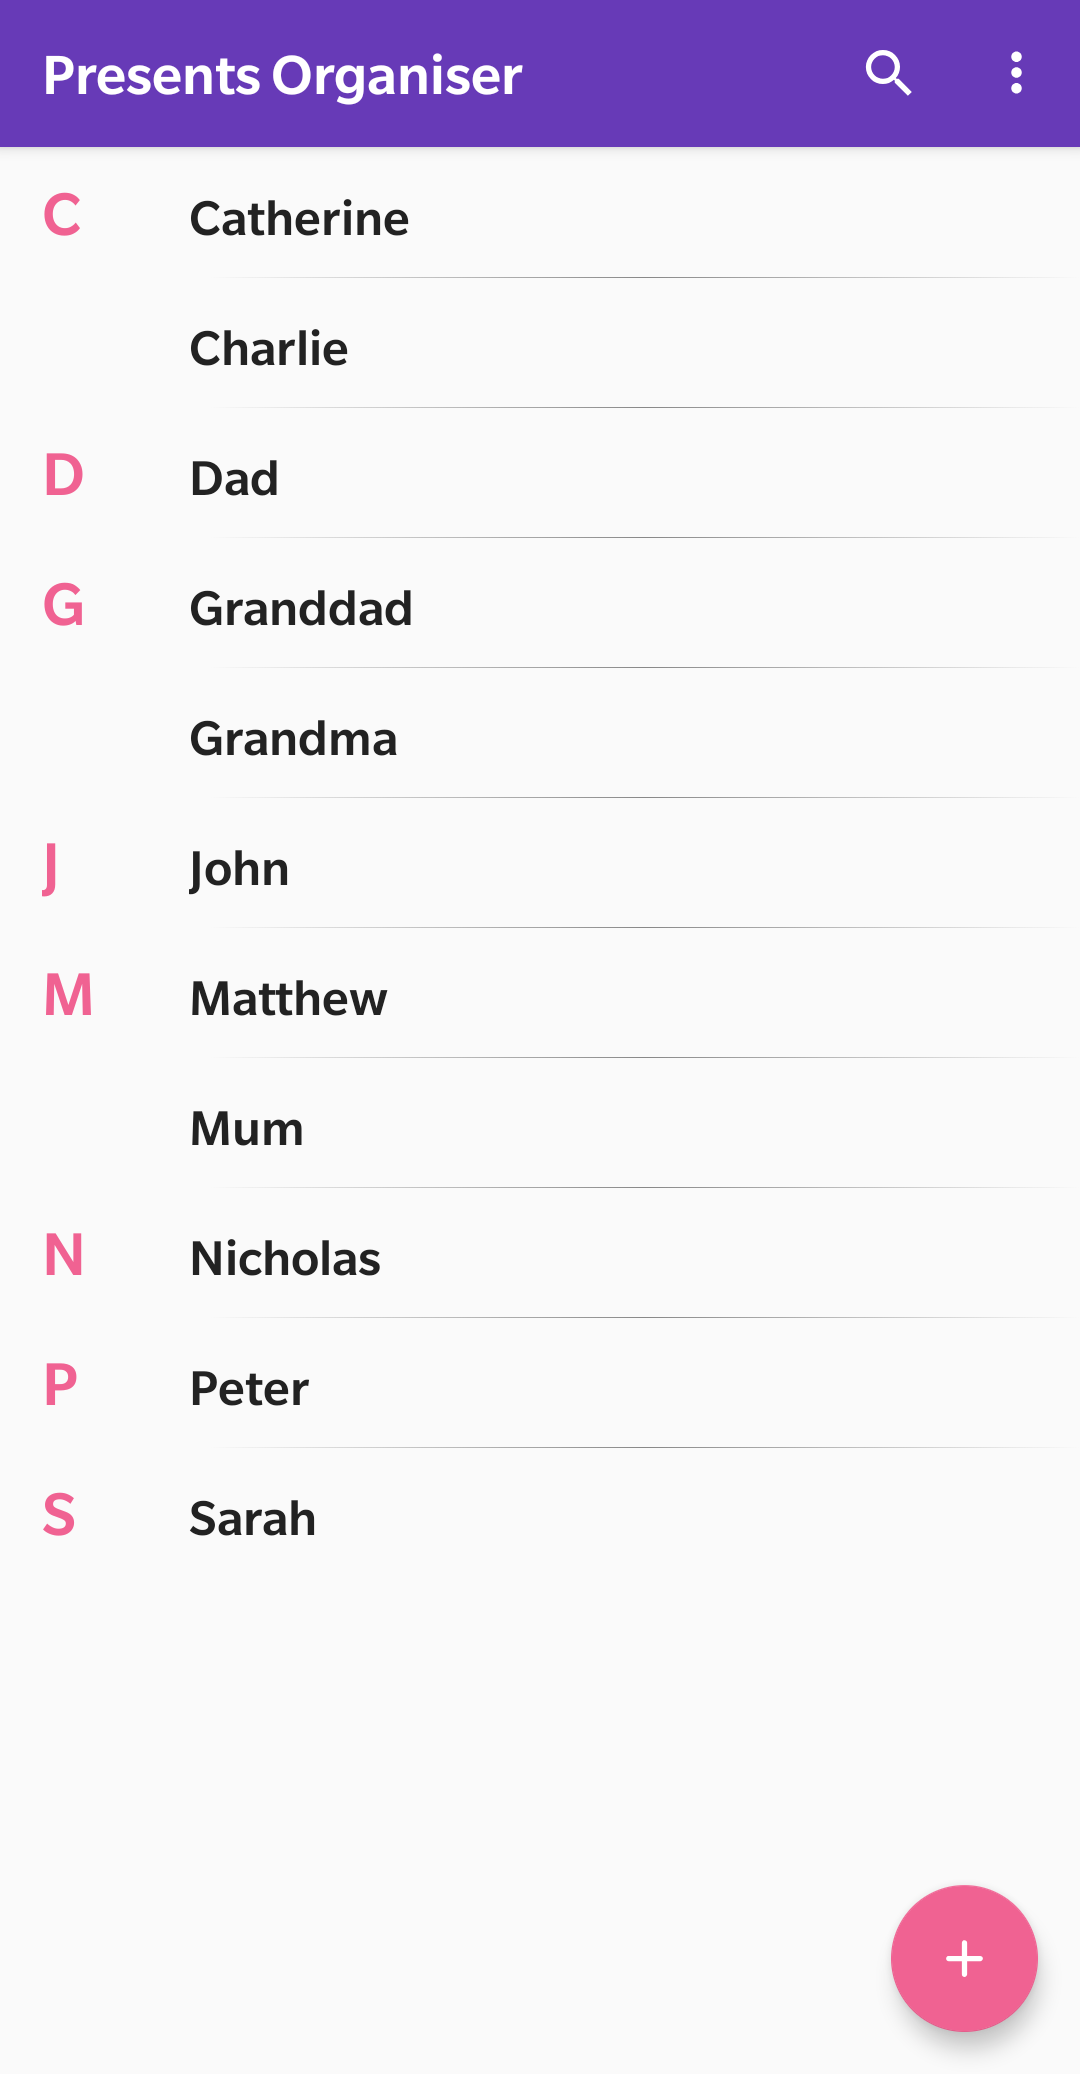 Presents Organiser
C Catherine
Charlie
D Dad
G Granddad
Grandma
J John
M Matthew
Mum
N Nicholas
P Peter
S Sarah